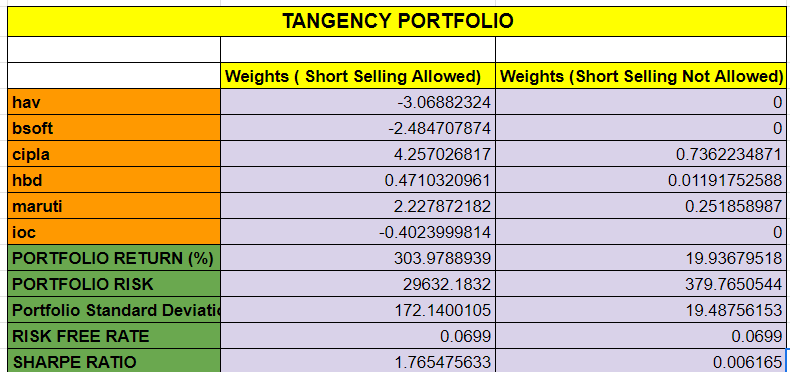 TANGENCY PORTFOLIO
Weights ( Short Selling Allowed) Weights (Short Selling Not Allowed)
hav -3.06882324 0
bsoft -2.484707874 0
cipla 4.257026817 0.7362234871
hbd 0.4710320961 0.01191752588
maruti 2.227872182 0.251858987
ioc -0.4023999814 0
PORTFOLIO RETURN (%) 303.9788939 19.93679518
PORTFOLIO RISK 29632.1832 379.7650544
Portfolio Standard Deviatio 172.1400105 19.48756153
RISK FREE RATE 0.0699 0.0699
SHARPE RATIO 1.765475633 0.006165